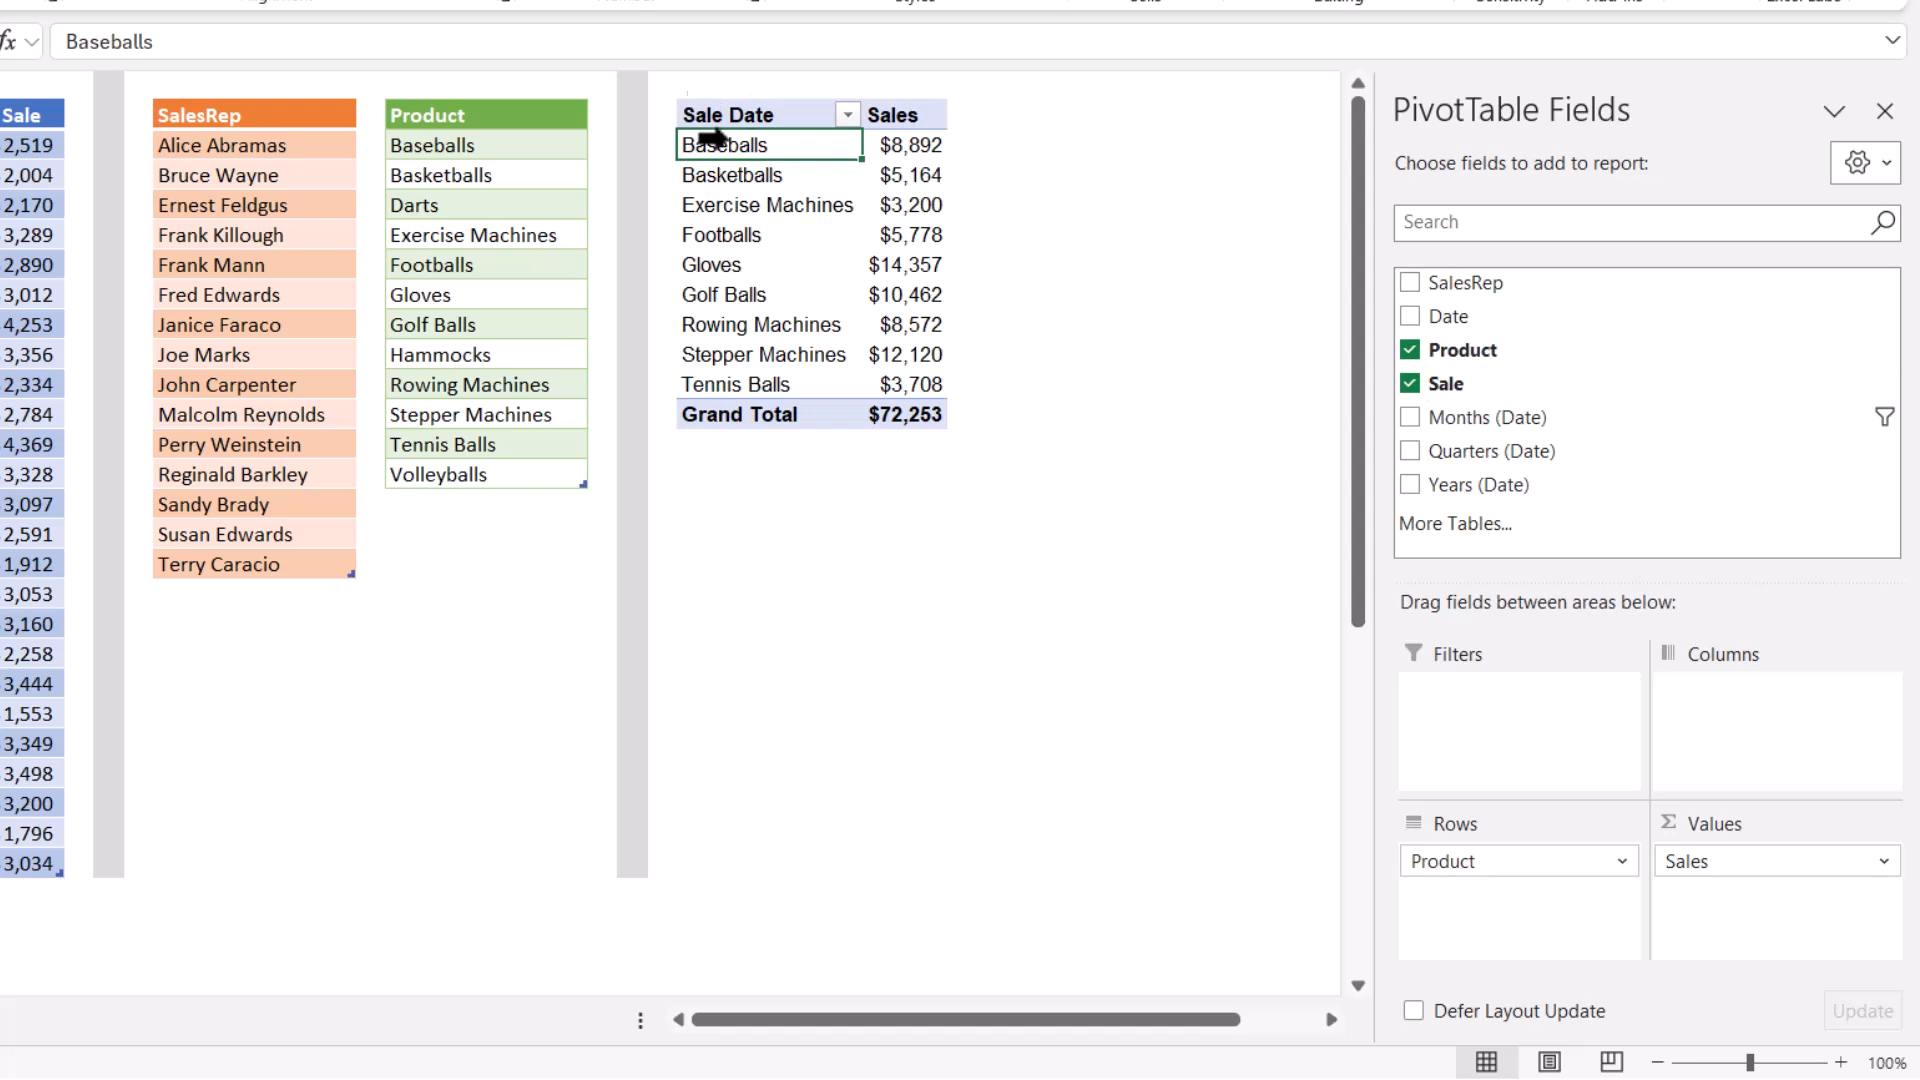 fx Baseballs
Sale
2,519
2,004
2,170
3,289
2,890
3,012
4,253
3,356
2,334
2,784
4,369
3,328
3,097
2,591
1,912
3,053
3,160
2,258
3,444
1,553
3,349
3,498
3,200
1,796
3,034
SalesRep
Alice Abramas
Bruce Wayne
Ernest Feldgus
Frank Killough
Frank Mann
Fred Edwards
Janice Faraco
Joe Marks
John Carpenter
Malcolm Reynolds
Perry Weinstein
Reginald Barkley
Sandy Brady
Susan Edwards
Terry Caracio
Product
Baseballs
Basketballs
Darts
Exercise Machines
Footballs
Gloves
Golf Balls
Hammocks
Rowing Machines
Stepper Machines
Tennis Balls
Volleyballs
Sale Date Sales
Baseballs $8,892
Basketballs $5,164
Exercise Machines $3,200
Footballs $5,778
Gloves $14,357
Golf Balls $10,462
Rowing Machines $8,572
Stepper Machines $12,120
Tennis Balls $3,708
Grand Total $72,253
PivotTable Fields
Choose fields to add to report:
Search
SalesRep
Date
Product
Sale
Months (Date)
Quarters (Date)
Years (Date)
More Tables...
Drag fields between areas below:
Filters
Columns
Rows
Product
Σ Values
Sales
Defer Layout Update
Update
100%